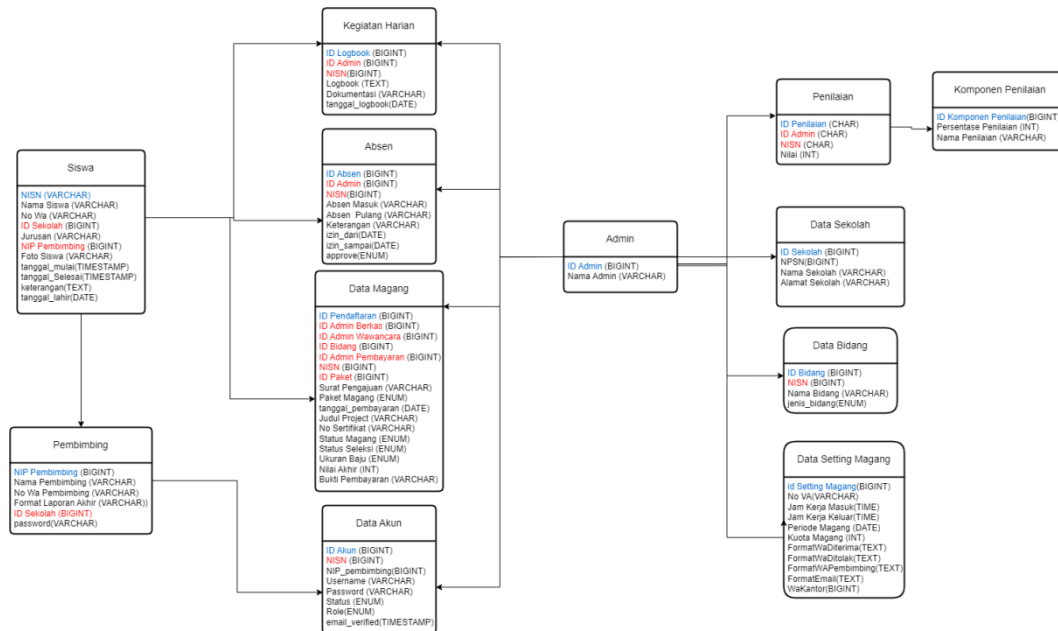 Kegiatan Harian
ID Logbook (BIGINT)
ID Admin (BIGINT)
NISN(BIGINT)
Logbook (TEXT)
Dokumentasi (VARCHAR)
tanggal_logbook(DATE)
Absen
ID Absen (BIGINT)
ID Admin (BIGINT)
NISN(BIGINT)
Absen Masuk (VARCHAR)
Absen Pulang (VARCHAR)
Keterangan (VARCHAR)
izin_dari(DATE)
izin_sampai(DATE)
approve(ENUM)
Siswa
NISN (VARCHAR)
Nama Siswa (VARCHAR)
No Wa (VARCHAR)
ID Sekolah (BIGINT)
Jurusan (VARCHAR)
NIP Pembimbing (BIGINT)
Foto Siswa (VARCHAR)
tanggal_mulai(TIMESTAMP)
tanggal_Selesai(TIMESTAMP)
keterangan(TEXT)
tanggal_lahir(DATE)
Data Magang
ID Pendaftaran (BIGINT)
ID Admin Berkas (BIGINT)
ID Admin Wawancara (BIGINT)
ID Bidang (BIGINT)
ID Admin Pembayaran (BIGINT)
NISN (BIGINT)
ID Paket (BIGINT)
Surat Pengajuan (VARCHAR)
Paket Magang (ENUM)
tanggal_pembayaran (DATE)
Judul Project (VARCHAR)
No Sertifikat (VARCHAR)
Status Magang (ENUM)
Status Seleksi (ENUM)
Ukuran Baju (ENUM)
Nilai Akhir (INT)
Bukti Pembayaran (VARCHAR)
Pembimbing
NIP Pembimbing (BIGINT)
Nama Pembimbing (VARCHAR)
No Wa Pembimbing (VARCHAR)
Format Laporan Akhir (VARCHAR))
ID Sekolah (BIGINT)
password(VARCHAR)
Data Akun
ID Akun (BIGINT)
NISN (BIGINT)
NIP_pembimbing(BIGINT)
Username (VARCHAR)
Password (VARCHAR)
Status (ENUM)
Role(ENUM)
email_verified(TIMESTAMP)
Admin
ID Admin (BIGINT)
Nama Admin (VARCHAR)
Penilaian
ID Penilaian (CHAR)
ID Admin (CHAR)
NISN (CHAR)
Nilai (INT)
Komponen Penilaian
ID Komponen Penilaian(BIGINT)
Persentase Penilaian (INT)
Nama Penilaian (VARCHAR)
Data Sekolah
ID Sekolah (BIGINT)
NPSN(BIGINT)
Nama Sekolah (VARCHAR)
Alamat Sekolah (VARCHAR)
Data Bidang
ID Bidang (BIGINT)
NISN (BIGINT)
Nama Bidang (VARCHAR)
jenis_bidang(ENUM)
Data Setting Magang
id Setting Magang(BIGINT)
No VA(VARCHAR)
Jam Kerja Masuk(TIME)
Jam Kerja Keluar(TIME)
Periode Magang (DATE)
Kuota Magang (INT)
FormatWaDiterima(TEXT)
FormatWaDitolak(TEXT)
FormatWAPembimbing(TEXT)
FormatEmail(TEXT)
WaKantor(BIGINT)